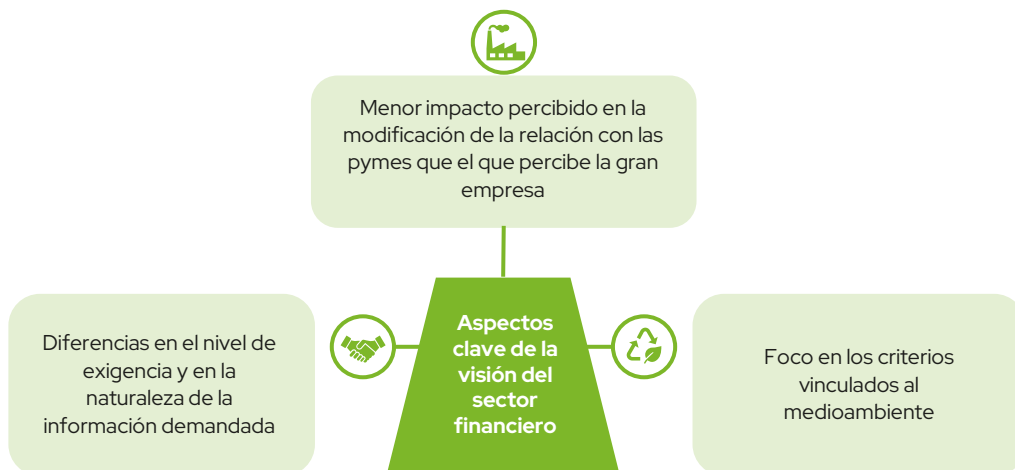 Menor impacto percibido en la
modificación de la relación con las
pymes que el que percibe la gran
empresa
Diferencias en el nivel de
exigencia y en la
naturaleza de la
información demandada
Aspectos
clave de la
visión del
sector
financiero
Foco en los criterios
vinculados al
medioambiente